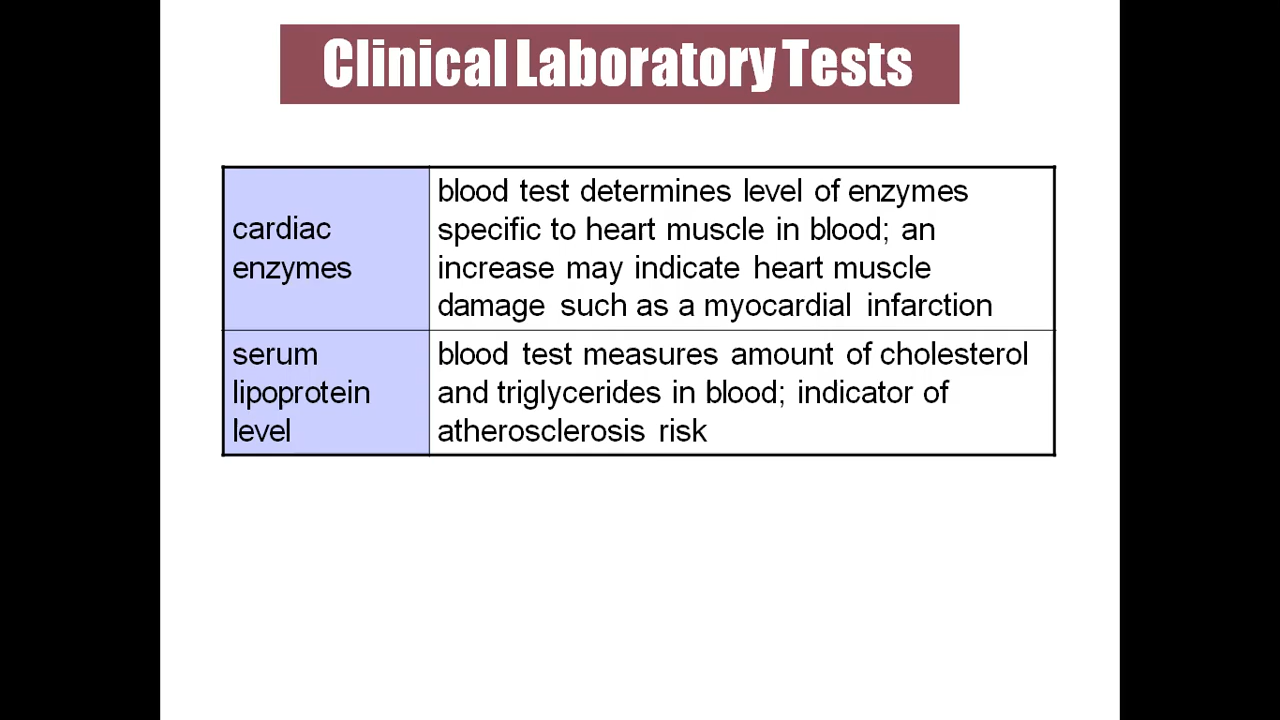 Clinical Laboratory Tests
cardiac
enzymes
blood test determines level of enzymes
specific to heart muscle in blood; an
increase may indicate heart muscle
damage such as a myocardial infarction
serum
lipoprotein
level
blood test measures amount of cholesterol
and triglycerides in blood; indicator of
atherosclerosis risk